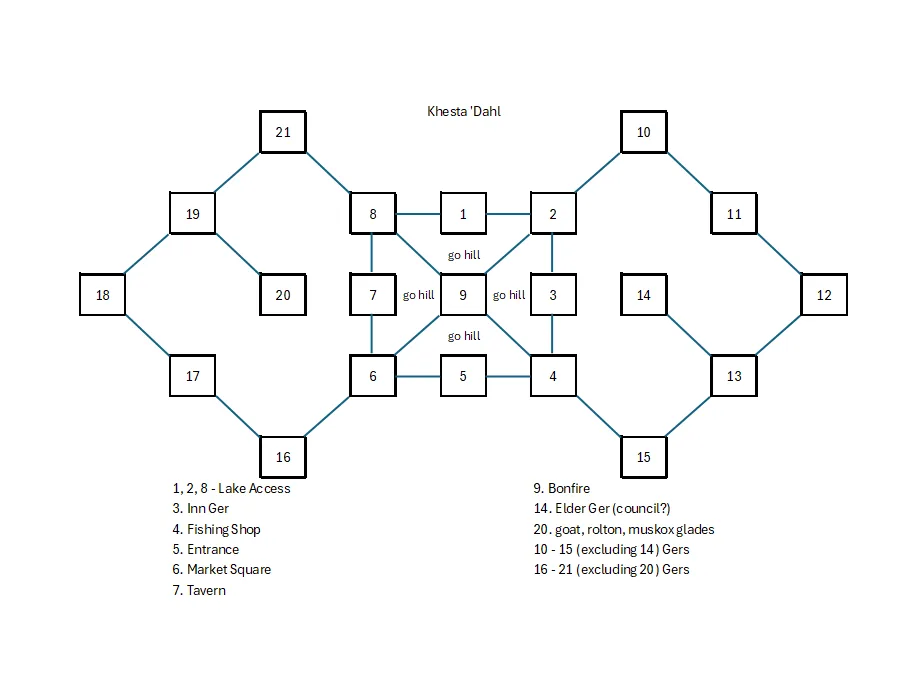 Khesta 'Dahl
21
10
19
8
1
2
11
go hill
18
20
7
go hill
9
go hill
3
14
12
go hill
17
6
5
4
13
16
15
1, 2, 8 - Lake Access
3. Inn Ger
4. Fishing Shop
5. Entrance
6. Market Square
7. Tavern
9. Bonfire
14. Elder Ger (council?)
20. goat, rolton, muskox glades
10 - 15 (excluding 14) Gers
16 - 21 (excluding 20) Gers